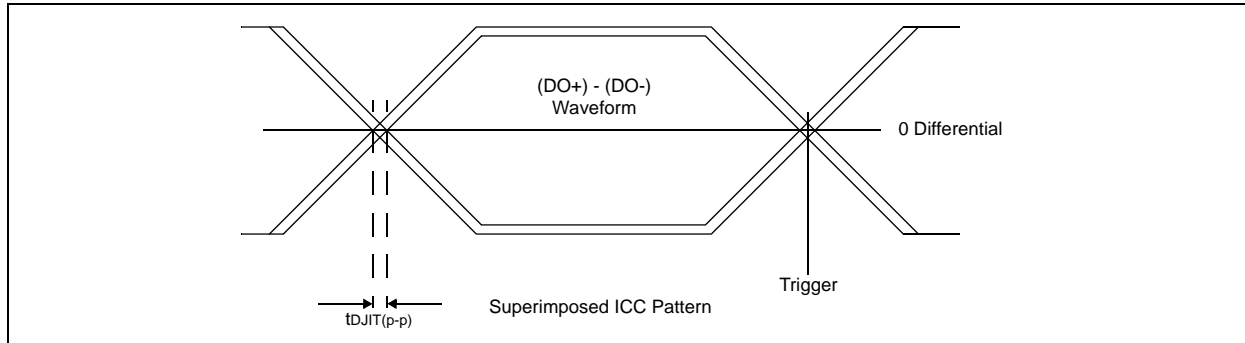 (DO+) - (DO-)
Waveform
0 Differential
Trigger
tDJIT(p-p)
Superimposed ICC Pattern